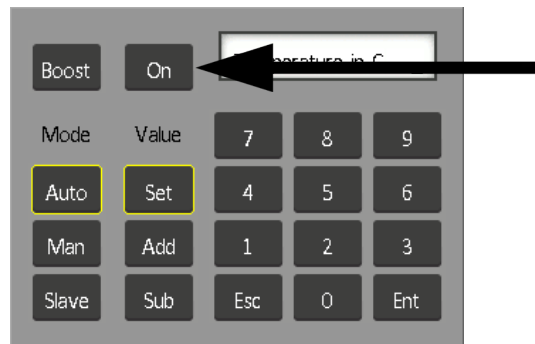 Boost On in C
Mode Value 7 8 9
Auto Set 4 5 6
Man Add 1 2 3
Slave Sub Esc 0 Ent